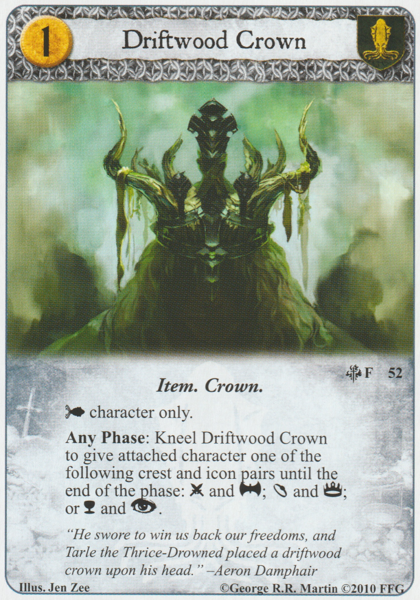 1
Driftwood Crown
F 52
Item. Crown.
character only.
Any Phase: Kneel Driftwood Crown
to give attached character one of
the following crest and icon pairs until the
end of the phase: and ; and ;
or and .
“He swore to win us back our freedoms, and
Tarle the Thrice-Drowned placed a driftwood
crown upon his head.” –Aeron Damphair
Illus. Jen Zee ©George R.R. Martin ©2010 FFG